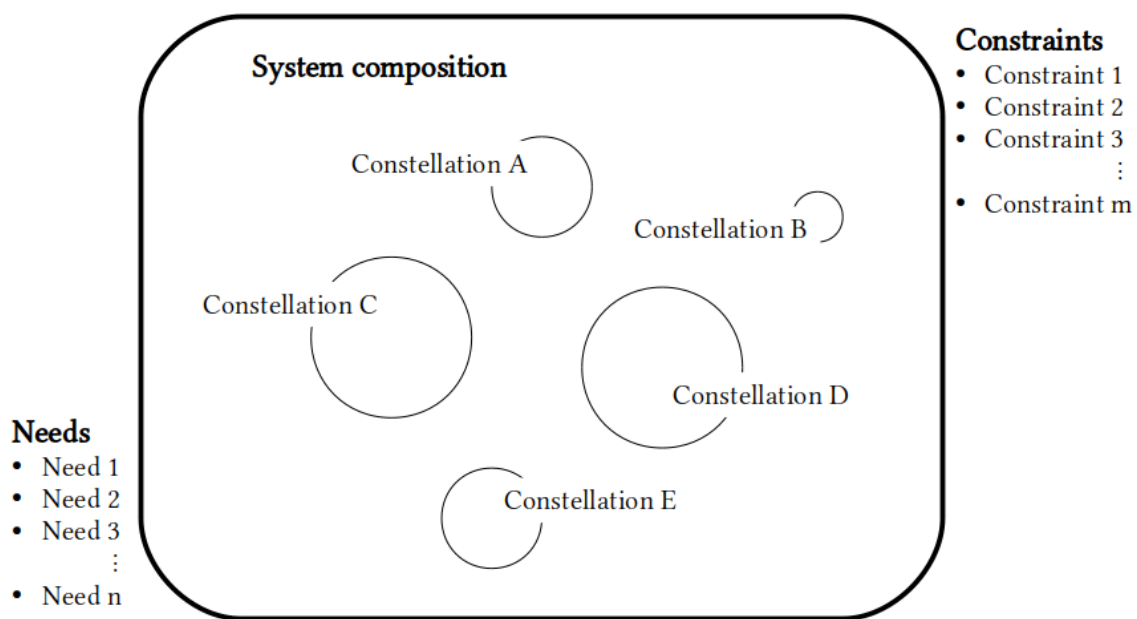 System composition
Constellation A
Constellation B
Constellation C
Constellation D
Constellation E
Constraints
• Constraint 1
• Constraint 2
• Constraint 3
⋮
• Constraint m
Needs
• Need 1
• Need 2
• Need 3
⋮
• Need n